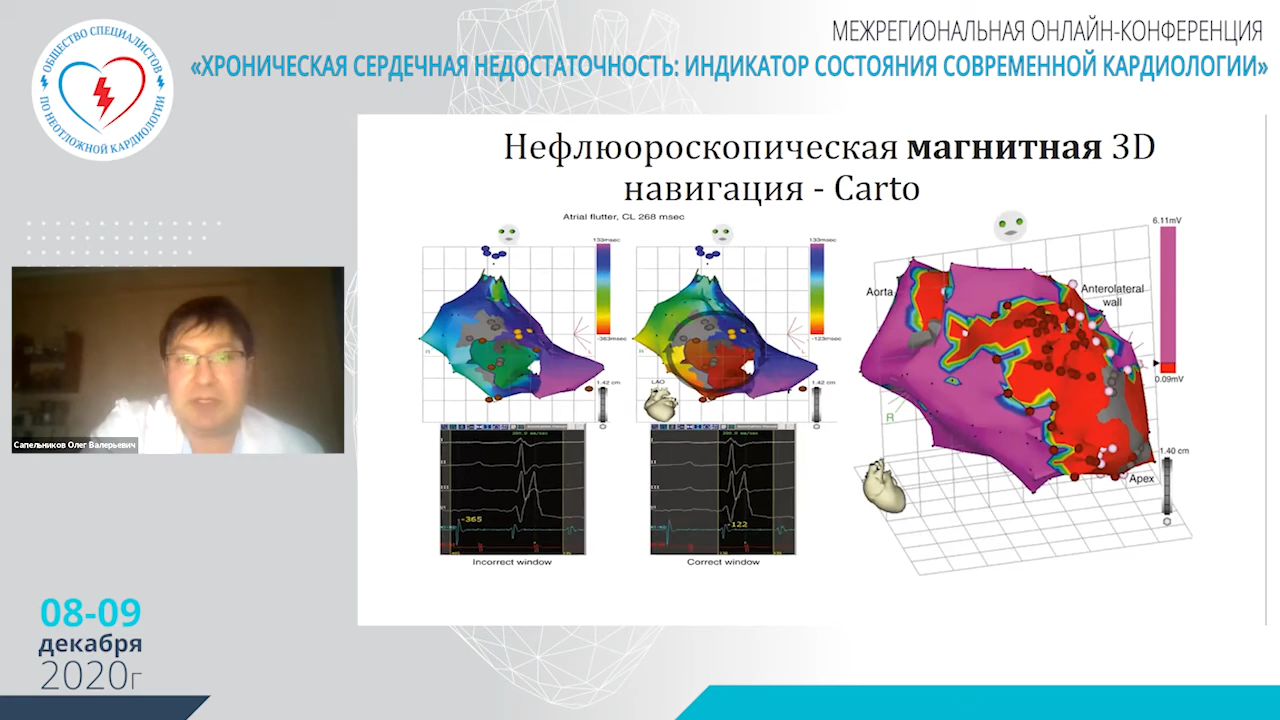 МЕЖРЕГИОНАЛЬНАЯ ОНЛАЙН-КОНФЕРЕНЦИЯ
«ХРОНИЧЕСКАЯ СЕРДЕЧНАЯ НЕДОСТАТОЧНОСТЬ: ИНДИКАТОР СОСТОЯНИЯ СОВРЕМЕННОЙ КАРДИОЛОГИИ»
ОБЩЕСТВО СПЕЦИАЛИСТОВ
ПО НЕОТЛОЖНОЙ КАРДИОЛОГИИ
Нефлюороскопическая магнитная 3D
навигация - Carto
Atrial flutter, CL 268 msec
133msec
-363msec
R
L
1.42 cm
133msec
-123msec
R
L
LAO
1.42 cm
6.11mV
Aorta
Anterolateral
wall
0.09mV
R
1.40 cm
Apex
-365
-122
Incorrect window
Correct window
Сапельников Олег Валерьевич
08-09
декабря
2020г